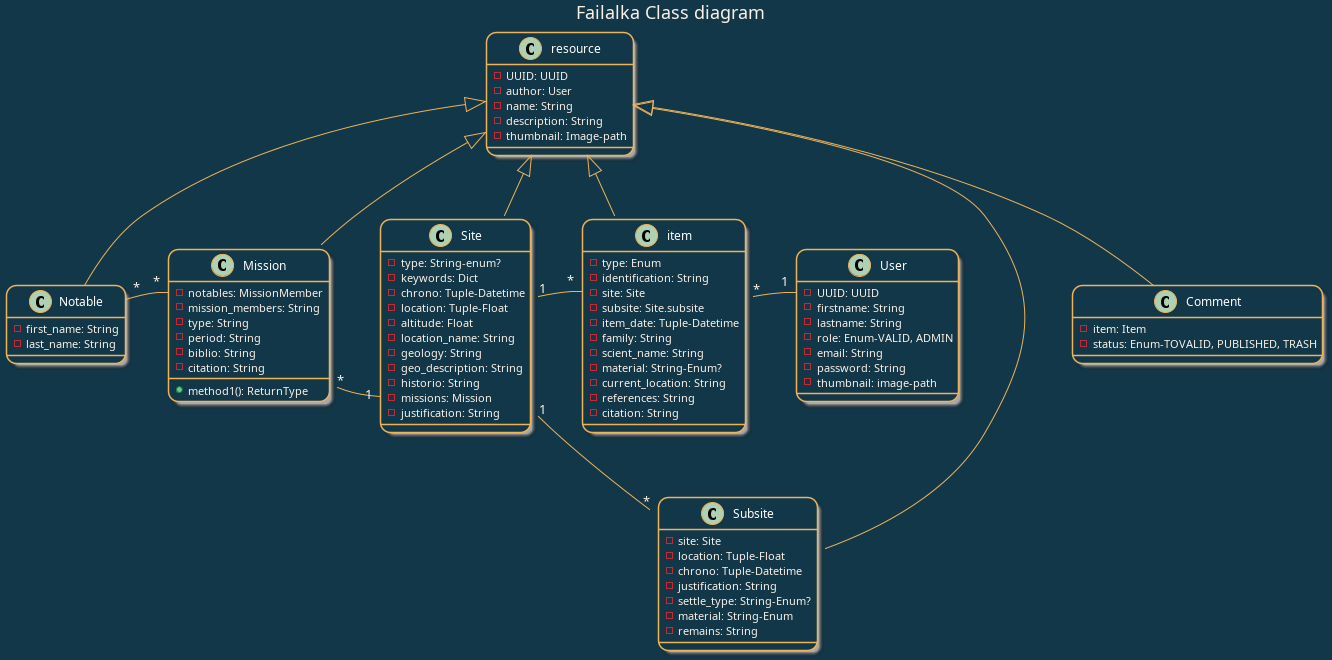 Failalka Class diagram
C resource
UUID: UUID
author: User
name: String
description: String
thumbnail: Image-path
C Notable
first_name: String
last_name: String
* *
C Mission
notables: MissionMember
mission_members: String
type: String
period: String
biblio: String
citation: String
method1(): ReturnType
* 1
C Site
type: String-enum?
keywords: Dict
chrono: Tuple-Datetime
location: Tuple-Float
altitude: Float
location_name: String
geology: String
geo_description: String
historio: String
missions: Mission
justification: String
1 *
1 *
C item
type: Enum
identification: String
site: Site
subsite: Site.subsite
item_date: Tuple-Datetime
family: String
scient_name: String
material: String-Enum?
current_location: String
references: String
citation: String
* 1
C User
UUID: UUID
firstname: String
lastname: String
role: Enum-VALID, ADMIN
email: String
password: String
thumbnail: image-path
C Comment
item: Item
status: Enum-TOVALID, PUBLISHED, TRASH
C Subsite
site: Site
location: Tuple-Float
chrono: Tuple-Datetime
justification: String
settle_type: String-Enum?
material: String-Enum
remains: String